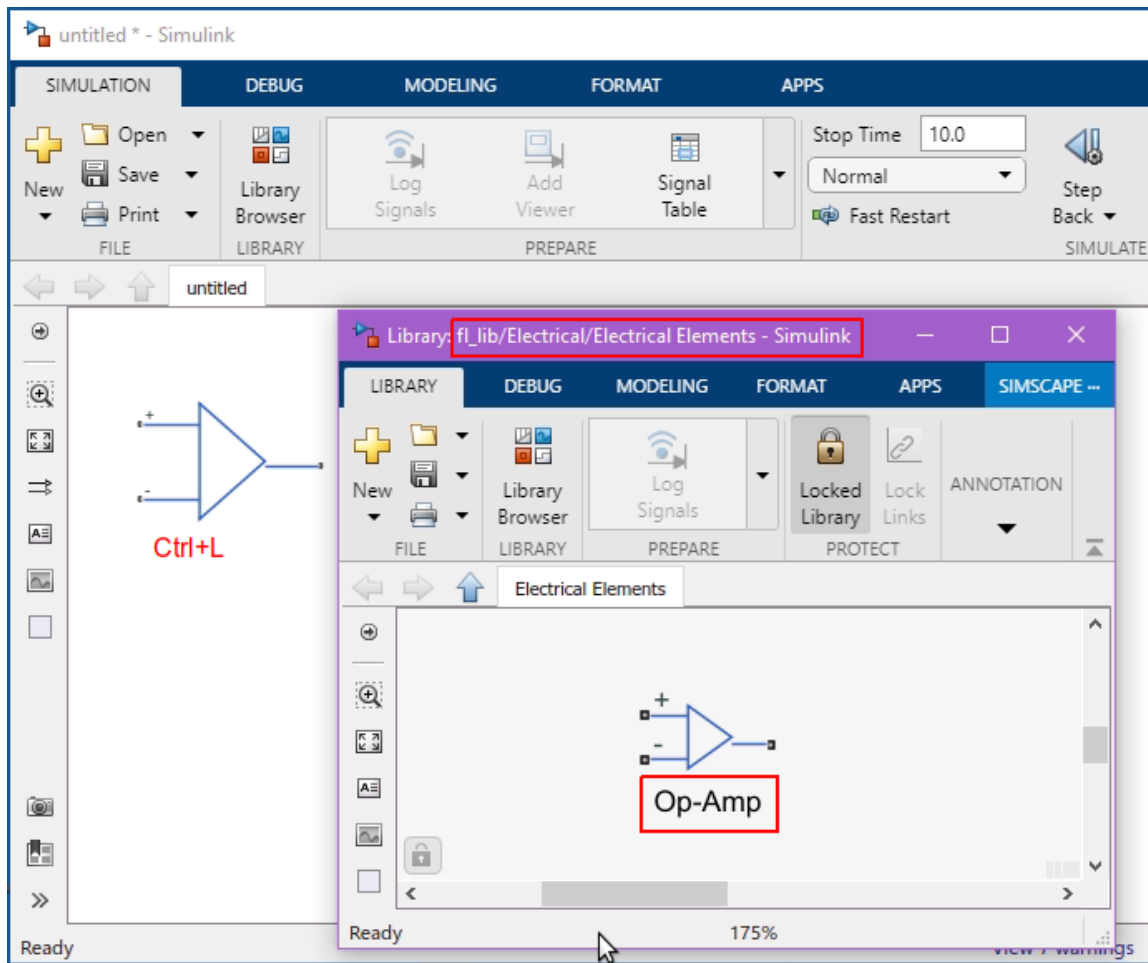 untitled * - Simulink
SIMULATION DEBUG MODELING FORMAT APPS
New
Open
Save
Print
FILE
Library
Browser
LIBRARY
Log
Signals
Add
Viewer
Signal
Table
PREPARE
Stop Time 10.0
Normal
Fast Restart
Step
Back
SIMULATE
untitled
+
-
Ctrl+L
Library: fl_lib/Electrical/Electrical Elements - Simulink
LIBRARY DEBUG MODELING FORMAT APPS SIMSCAPE ...
New
FILE
Library
Browser
LIBRARY
Log
Signals
PREPARE
Locked
Library
Lock
Links
PROTECT
ANNOTATION
Electrical Elements
+
-
Op-Amp
Ready 175%
Ready View 7 warnings